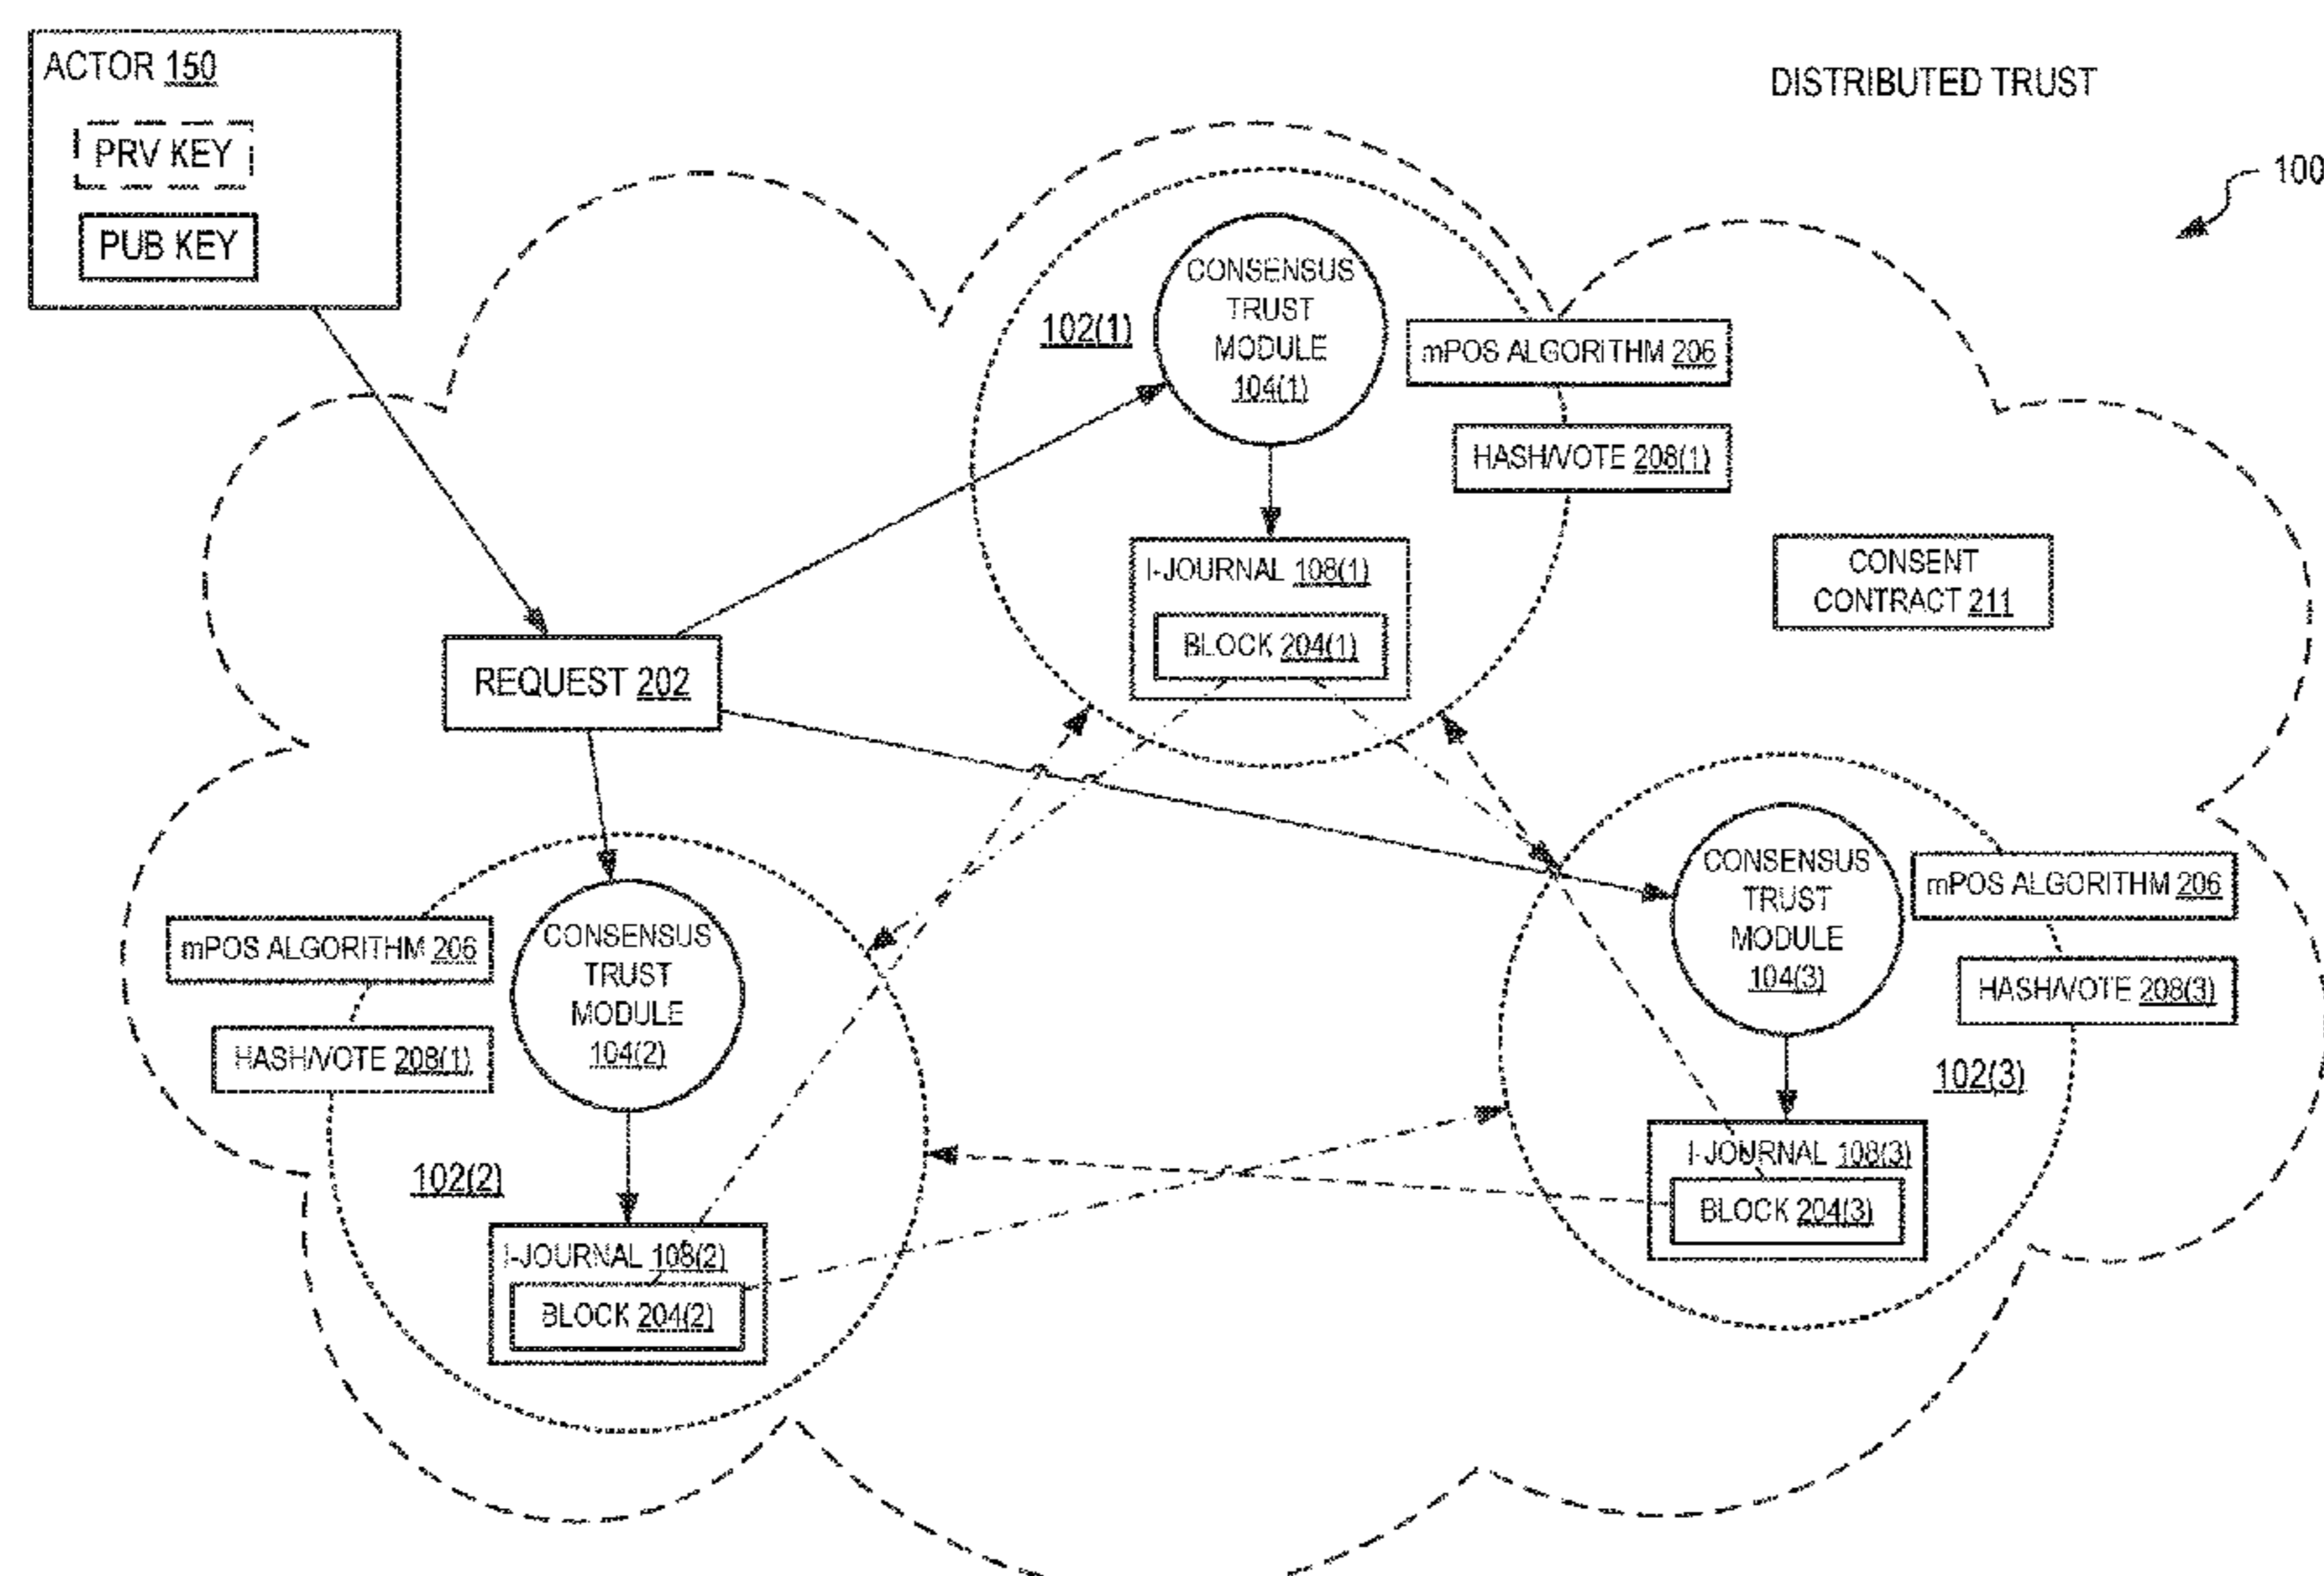 ACTOR 150
PRV KEY
PUB KEY
DISTRIBUTED TRUST
100
CONSENSUS
TRUST
MODULE
104(1)
102(1)
mPOS ALGORITHM 206
HASH/VOTE 208(1)
I-JOURNAL 108(1)
BLOCK 204(1)
CONSENT
CONTRACT 211
REQUEST 202
CONSENSUS
TRUST
MODULE
104(2)
mPOS ALGORITHM 206
HASH/VOTE 208(1)
102(2)
I-JOURNAL 108(2)
BLOCK 204(2)
CONSENSUS
TRUST
MODULE
104(3)
mPOS ALGORITHM 206
HASH/VOTE 208(3)
102(3)
I-JOURNAL 108(3)
BLOCK 204(3)